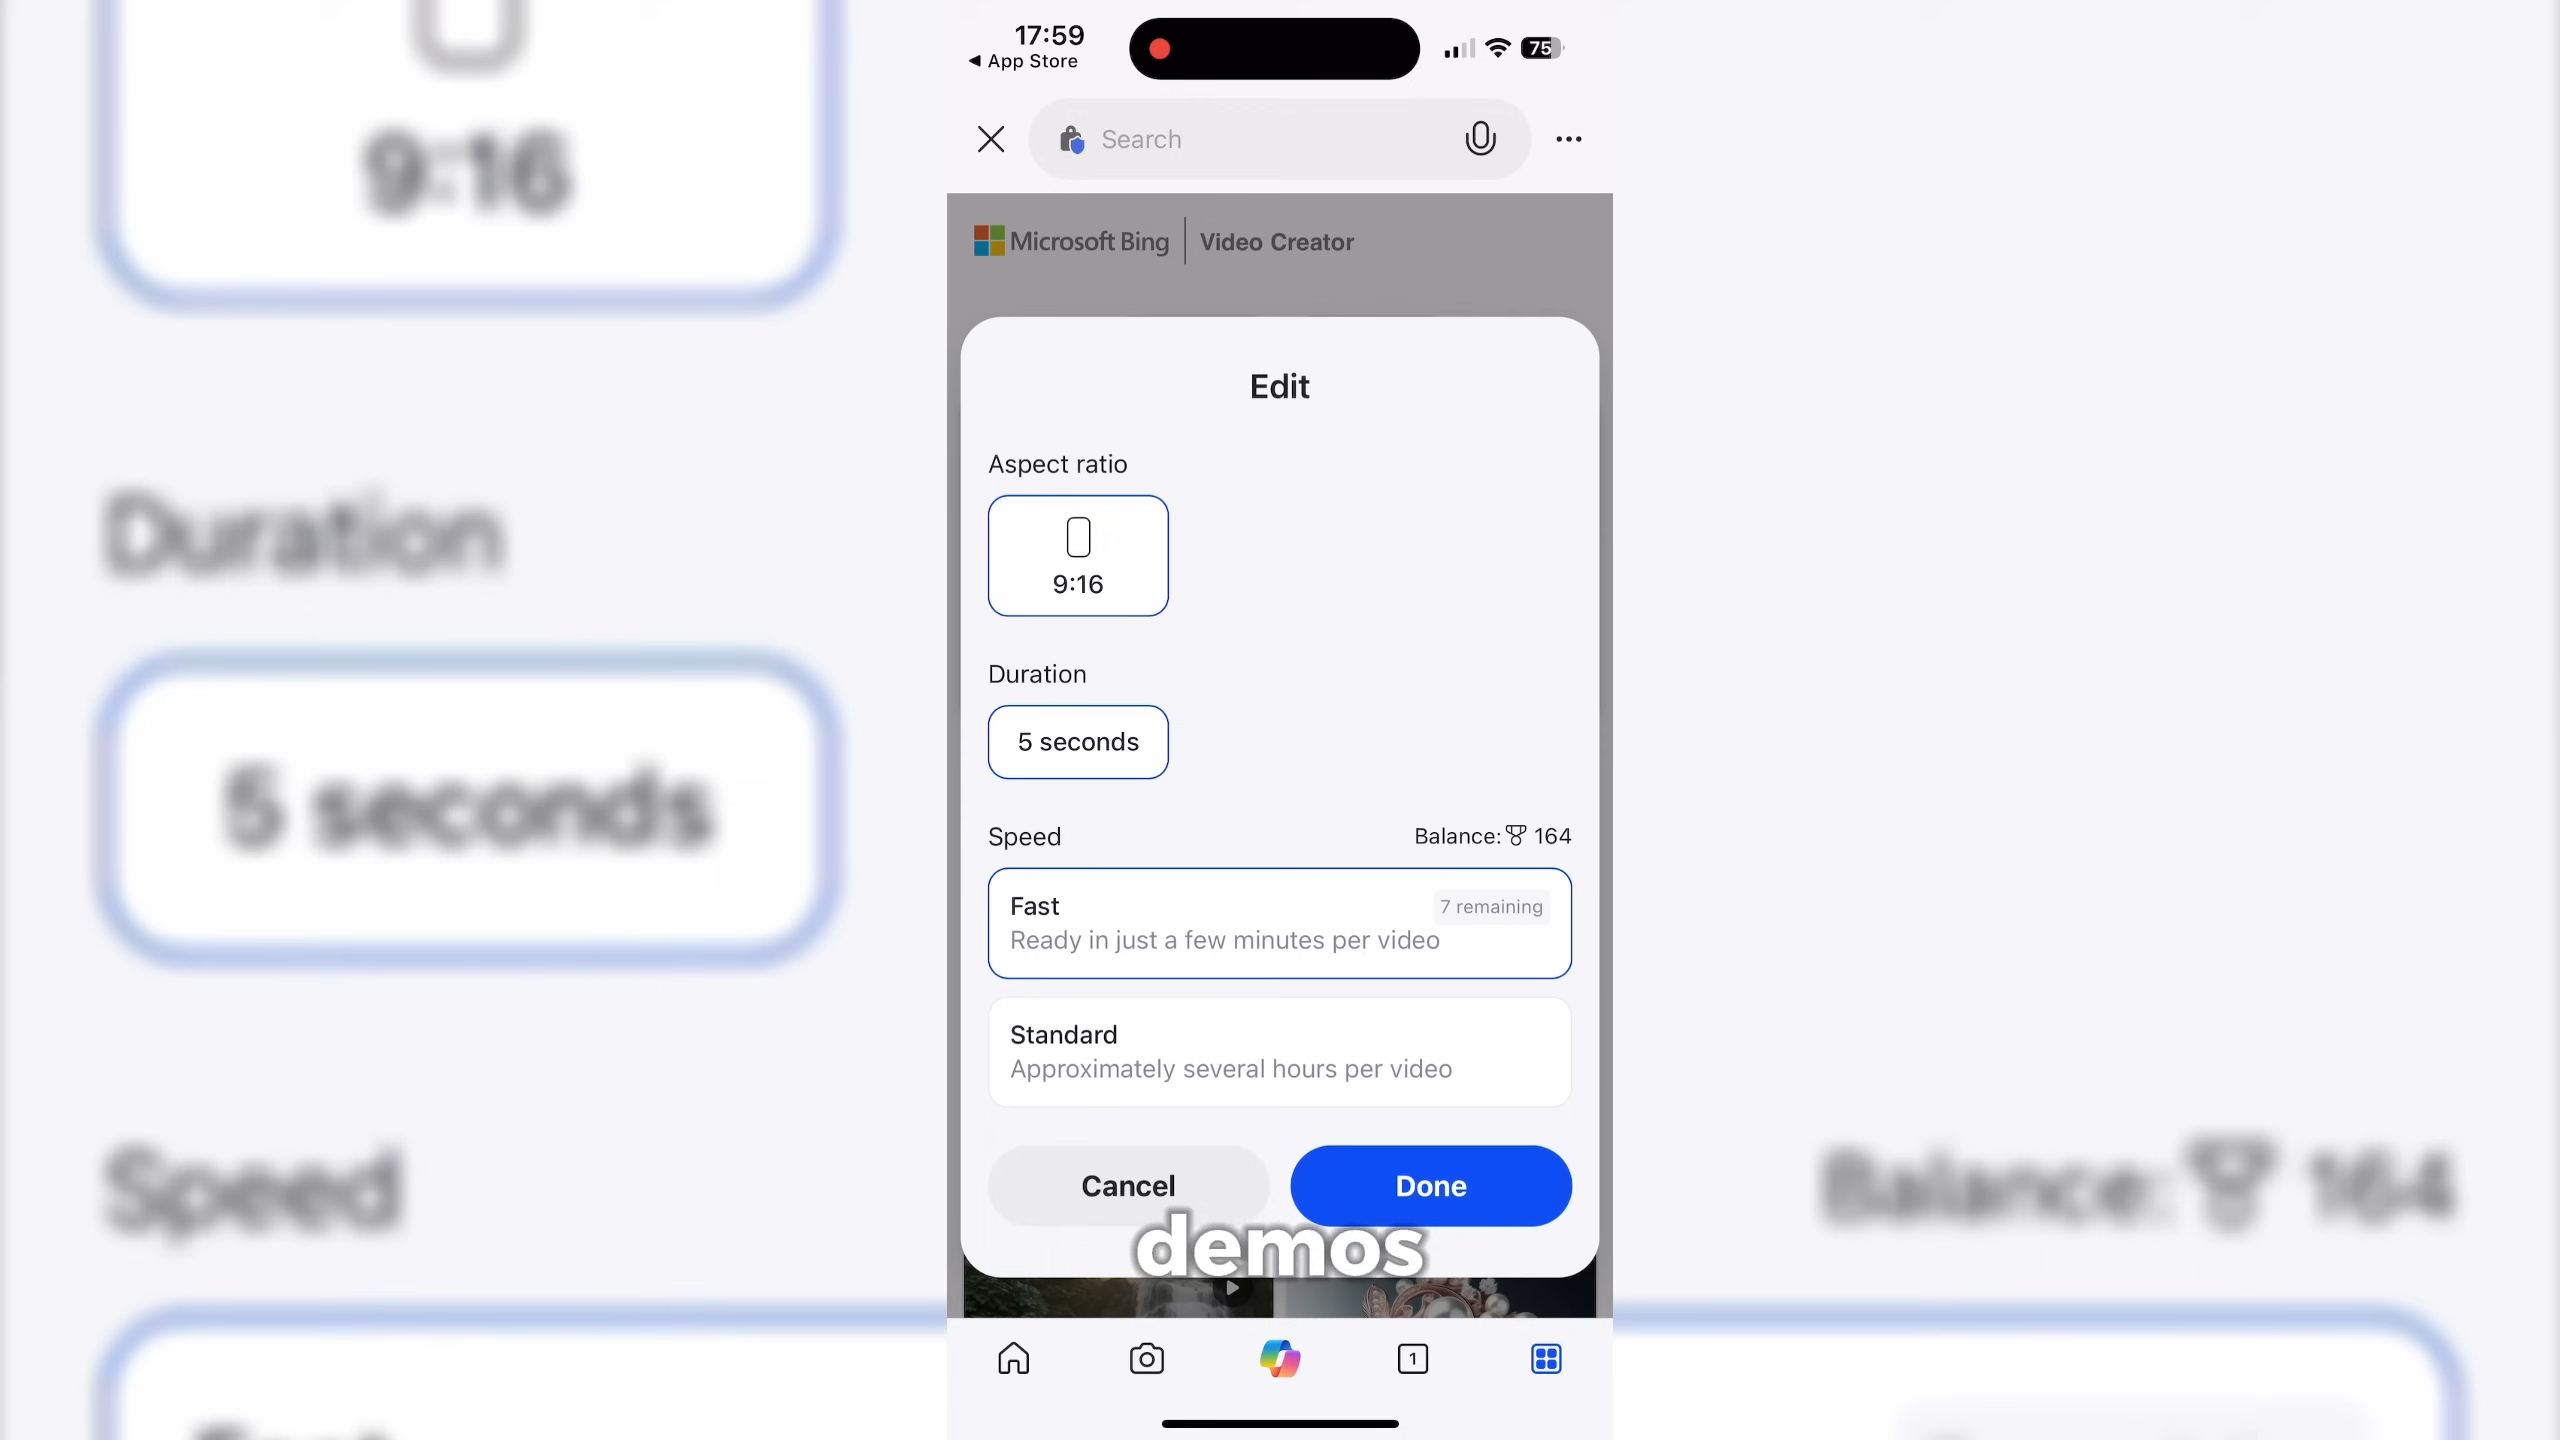 17:59
App Store
75
Search
Microsoft Bing | Video Creator
Edit
Aspect ratio
9:16
Duration
5 seconds
Speed
Balance: 164
Fast
7 remaining
Ready in just a few minutes per video
Standard
Approximately several hours per video
Cancel
Done
demos
1
9:16
Duration
5 seconds
Speed
Balance: 164